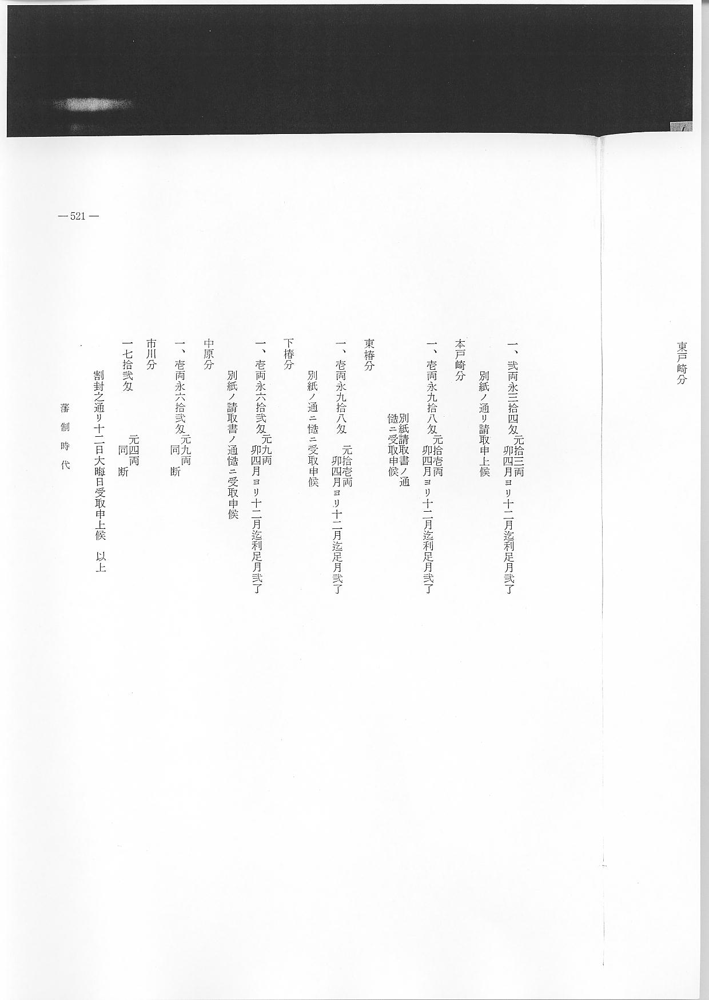 東戸崎分
一、弐両永三拾四匁
元拾三両
卯四月ヨリ十二月迄利足月弐了
別紙ノ通リ請取申上候
本戸崎分
一、壱両永九拾八匁
元拾壱両
卯四月ヨリ十二月迄利足月弐了
別紙請取書ノ通
慥ニ受取申候
東椿分
一、壱両永九拾八匁
元拾壱両
卯四月ヨリ十二月迄足月弐了
別紙ノ通ニ慥ニ受取申候
下椿分
一、壱両永六拾弐匁
元九両
卯四月ヨリ十二月迄利足月弐了
別紙ノ請取書ノ通慥ニ受取申候
中原分
一、壱両永六拾弐匁
元九両
同断
市川分
一七拾弐匁
元四両
同断
割封之通リ十二日大晦日受取申上候 以上
藩制時代
—521—